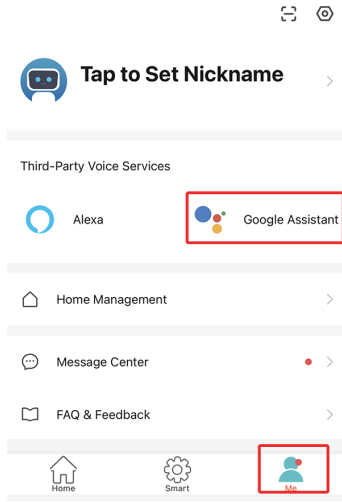 Tap to Set Nickname
Third-Party Voice Services
Alexa
Google Assistant
Home Management
Message Center
FAQ & Feedback
Home
Smart
Me